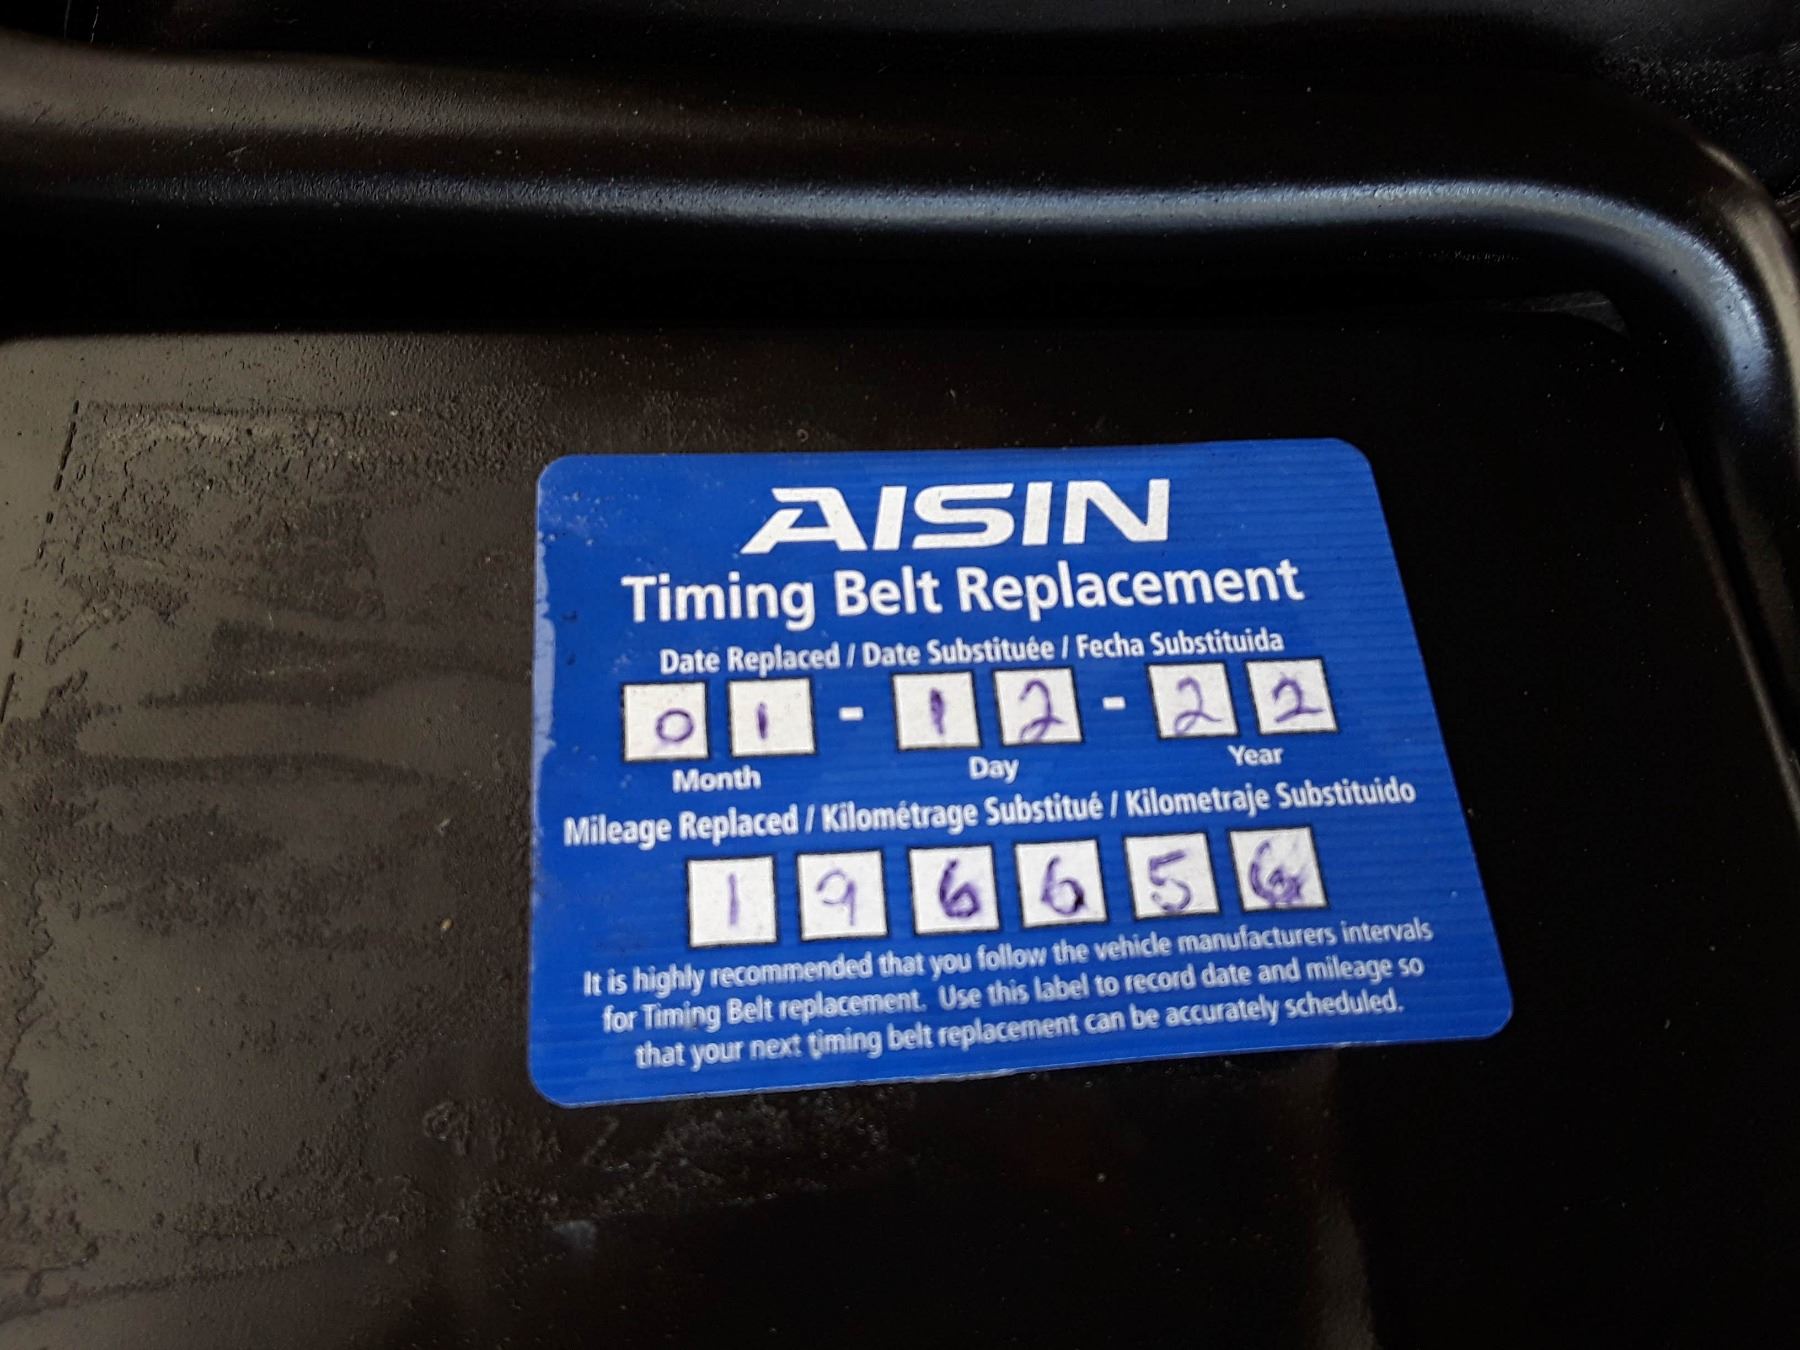 AISIN
Timing Belt Replacement
Date Replaced / Date Substituée / Fecha Substituida
01 - 12 - 22
Month Day Year
Mileage Replaced / Kilométrage Substitué / Kilometraje Substituido
196656
It is highly recommended that you follow the vehicle manufacturers intervals
for Timing Belt replacement. Use this label to record date and mileage so
that your next timing belt replacement can be accurately scheduled.